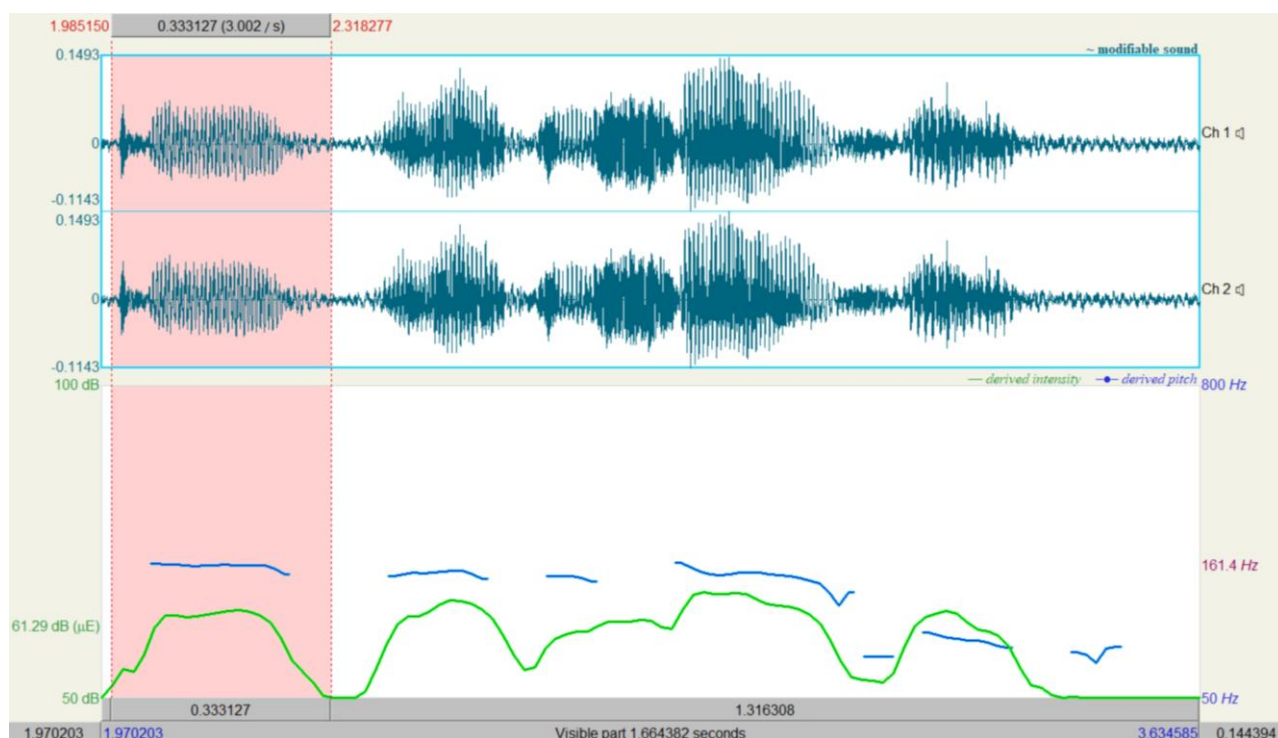 1.985150 0.333127 (3.002 / s) 2.318277
~ modifiable sound
0.1493
0
-0.1143
Ch 1
0.1493
0
-0.1143
Ch 2
— derived intensity derived pitch
100 dB 800 Hz
161.4 Hz
61.29 dB (µE)
50 dB 50 Hz
0.333127 1.316308
1.970203 1.970203 Visible part 1.664382 seconds 3.634585 0.144394